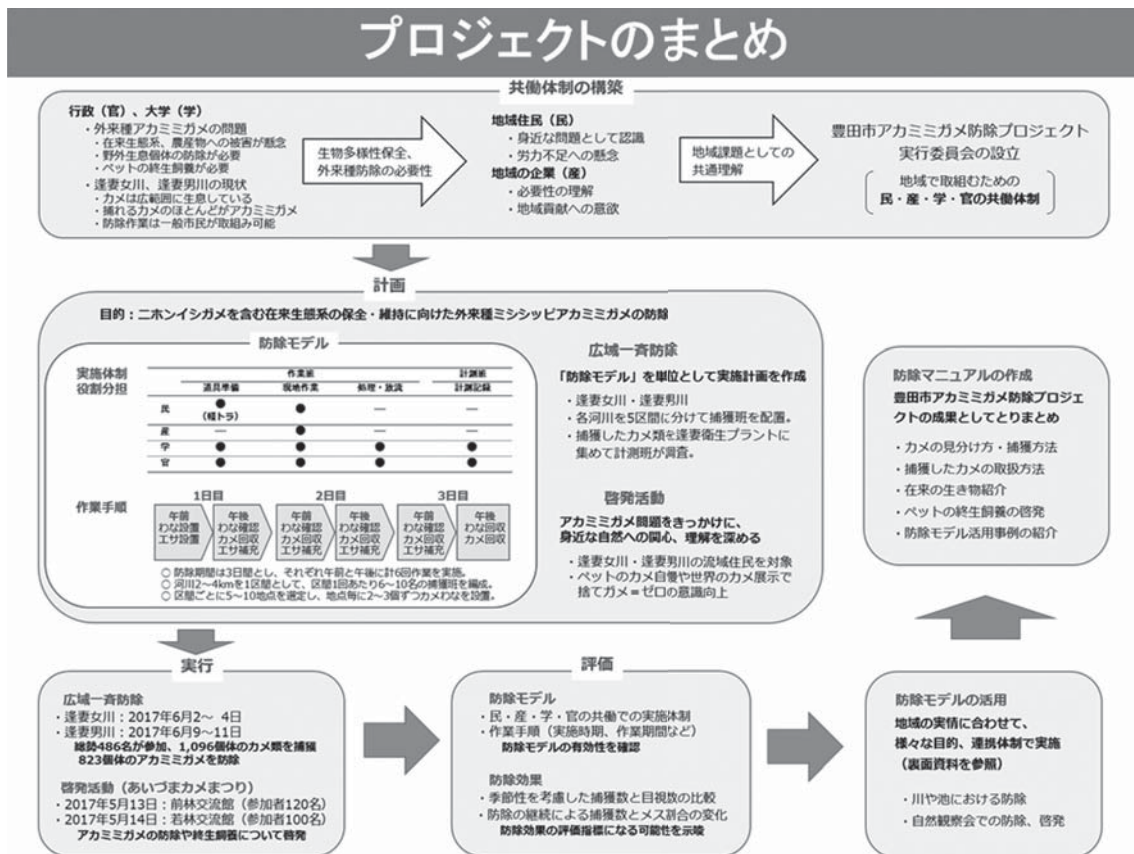 プロジェクトのまとめ
共働体制の構築
行政（官）、大学（学）
・外来種アカミミガメの問題
・在来生態系、農産物への被害が懸念
・野外生息個体の防除が必要
・ペットの終生飼養が必要
・逢妻女川、逢妻男川の現状
・カメは広範囲に生息している
・捕れるカメのほとんどがアカミミガメ
・防除作業は一般市民が取組み可能
生物多様性保全、
外来種防除の必要性
地域住民（民）
・身近な問題として認識
・労力不足への懸念
地域の企業（産）
・必要性の理解
・地域貢献への意欲
地域課題としての
共通理解
豊田市アカミミガメ防除プロジェクト
実行委員会の設立
地域で取組むための
民・産・学・官の共働体制
計画
目的：ニホンイシガメを含む在来生態系の保全・維持に向けた外来種ミシシッピアカミミガメの防除
防除モデル
実施体制
役割分担
作業班 計測班
道具準備 現地作業 処理・放流 計測記録
民 ● ● — —
（軽トラ）
産 — ● — —
学 ● ● ● ●
官 ● ● ● ●
作業手順
1日目 2日目 3日目
午前 午後 午前 午後 午前 午後
わな設置 わな確認 わな確認 わな確認 わな確認 わな回収
エサ設置 カメ回収 カメ回収 カメ回収 カメ回収 カメ回収
エサ補充 エサ補充 エサ補充 エサ補充
○ 防除期間は3日間とし、それぞれ午前と午後に計6回作業を実施。
○ 河川2～4kmを1区間として、区間1回あたり6～10名の捕獲班を編成。
○ 区間ごとに5～10地点を選定し、地点毎に2～3個ずつカメわなを設置。
広域一斉防除
「防除モデル」を単位として実施計画を作成
・逢妻女川・逢妻男川
・各河川を5区間に分けて捕獲班を配置。
・捕獲したカメ類を逢妻衛生プラントに
集めて計測班が調査。
啓発活動
アカミミガメ問題をきっかけに、
身近な自然への関心、理解を深める
・逢妻女川・逢妻男川の流域住民を対象
・ペットのカメ自慢や世界のカメ展示で
捨てガメ＝ゼロの意識向上
防除マニュアルの作成
豊田市アカミミガメ防除プロジェ
クトの成果としてとりまとめ
・カメの見分け方・捕獲方法
・捕獲したカメの取扱方法
・在来の生き物紹介
・ペットの終生飼養の啓発
・防除モデル活用事例の紹介
実行
広域一斉防除
・逢妻女川：2017年6月2～ 4日
・逢妻男川：2017年6月9～11日
総勢486名が参加、1,096個体のカメ類を捕獲
823個体のアカミミガメを防除
啓発活動（あいづまカメまつり）
・2017年5月13日：前林交流館（参加者120名）
・2017年5月14日：若林交流館（参加者100名）
アカミミガメの防除や終生飼養について啓発
評価
防除モデル
・民・産・学・官の共働での実施体制
・作業手順（実施時期、作業期間など）
防除モデルの有効性を確認
防除効果
・季節性を考慮した捕獲数と目視数の比較
・防除の継続による捕獲数とメス割合の変化
防除効果の評価指標になる可能性を示唆
防除モデルの活用
地域の実情に合わせて、
様々な目的、連携体制で実施
（裏面資料を参照）
・川や池における防除
・自然観察会での防除、啓発